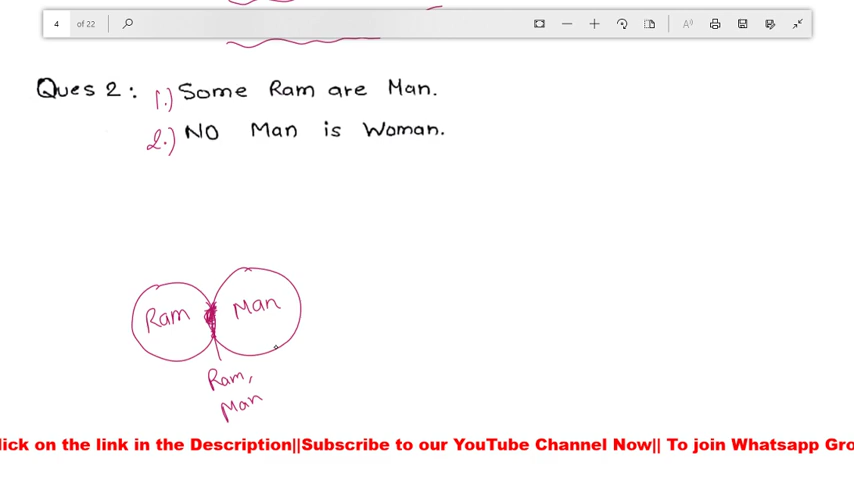 4 of 22
Ques 2 : 1.) Some Ram are Man.
2.) NO Man is Woman.
Ram Man
Ram,
Man
lick on the link in the Description||Subscribe to our YouTube Channel Now|| To join Whatsapp Gro